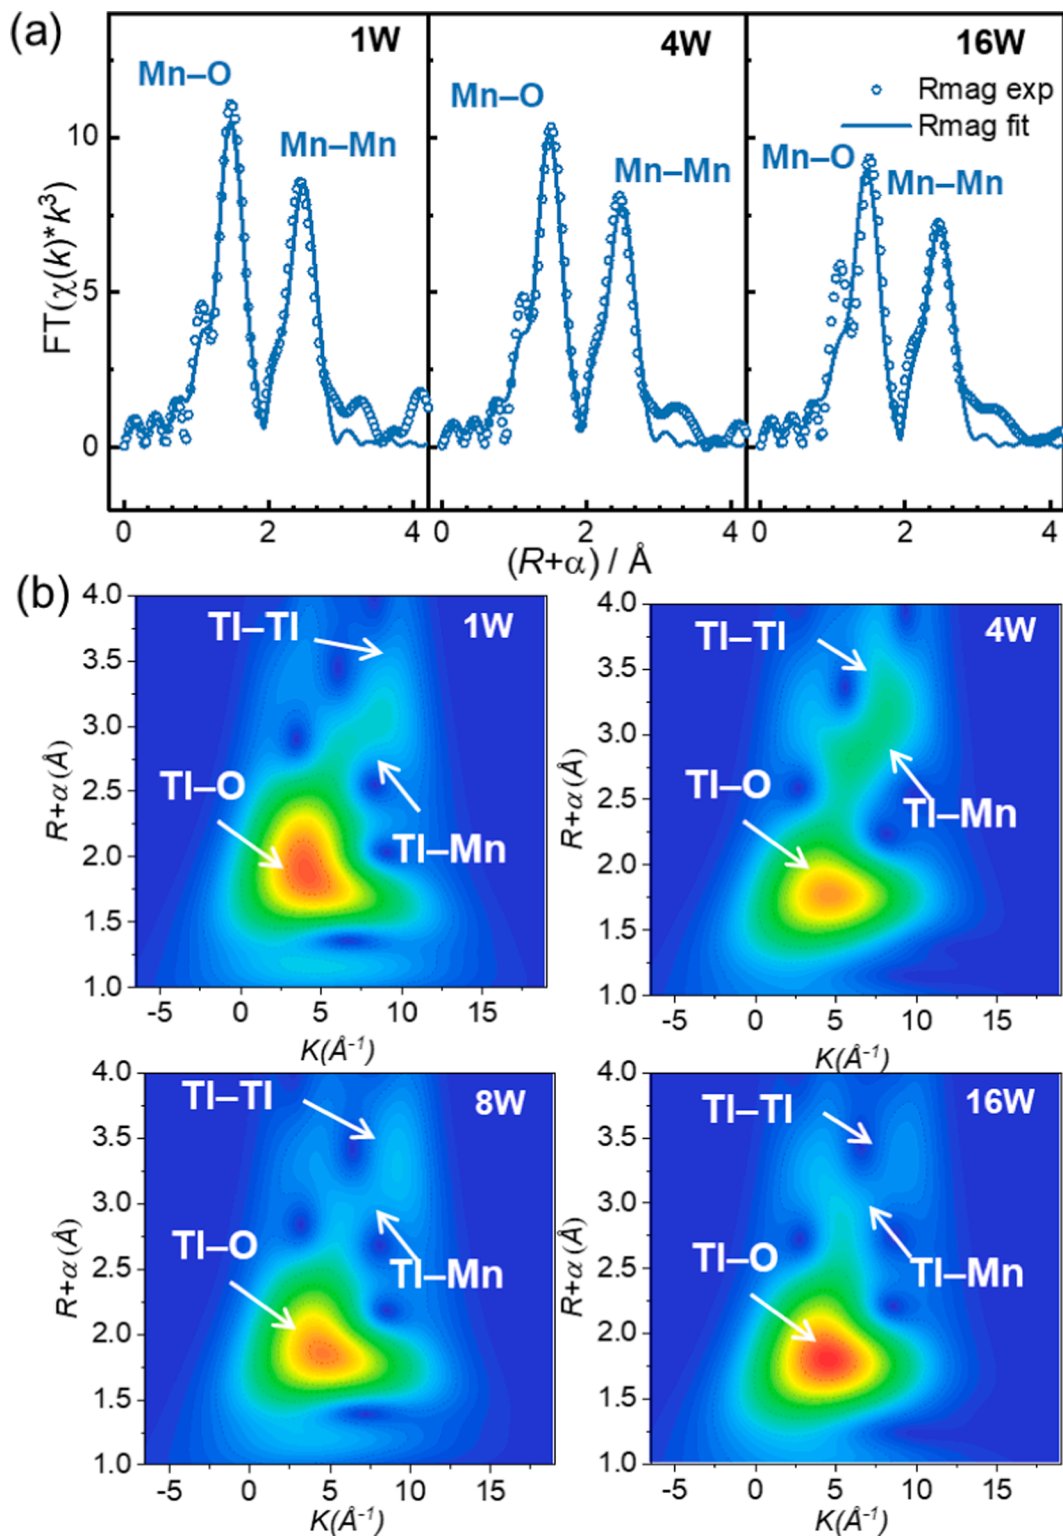 (a)
1W
4W
16W
Mn–O
Mn–Mn
Mn–O
Mn–Mn
Mn–O
Mn–Mn
Rmag exp
Rmag fit
FT(χ(k)*k³)
10
5
0
0 2 4 0 2 4 0 2 4
(R+α) / Å
(b)
1W
Tl–Tl
Tl–O
Tl–Mn
R+α(Å)
4.0
3.5
3.0
2.5
2.0
1.5
1.0
-5 0 5 10 15
K(Å⁻¹)
4W
Tl–Tl
Tl–O
Tl–Mn
R+α(Å)
4.0
3.5
3.0
2.5
2.0
1.5
1.0
-5 0 5 10 15
K(Å⁻¹)
8W
Tl–Tl
Tl–O
Tl–Mn
R+α(Å)
4.0
3.5
3.0
2.5
2.0
1.5
1.0
-5 0 5 10 15
K(Å⁻¹)
16W
Tl–Tl
Tl–O
Tl–Mn
R+α(Å)
4.0
3.5
3.0
2.5
2.0
1.5
1.0
-5 0 5 10 15
K(Å⁻¹)